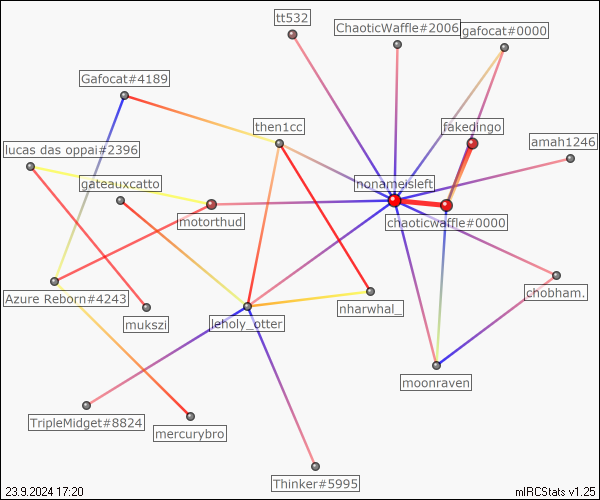 tt532
ChaoticWaffle#2006
gafocat#0000
Gafocat#4189
then1cc
fakedingo
lucas das oppai#2396
amah1246
gateauxcatto
nonameisleft
motorthud
chaoticwaffle#0000
Azure Reborn#4243
chobham.
mukszi
leholy_otter
nharwhal_
moonraven
TripleMidget#8824
mercurybro
Thinker#5995
23.9.2024 17:20
mIRCStats v1.25